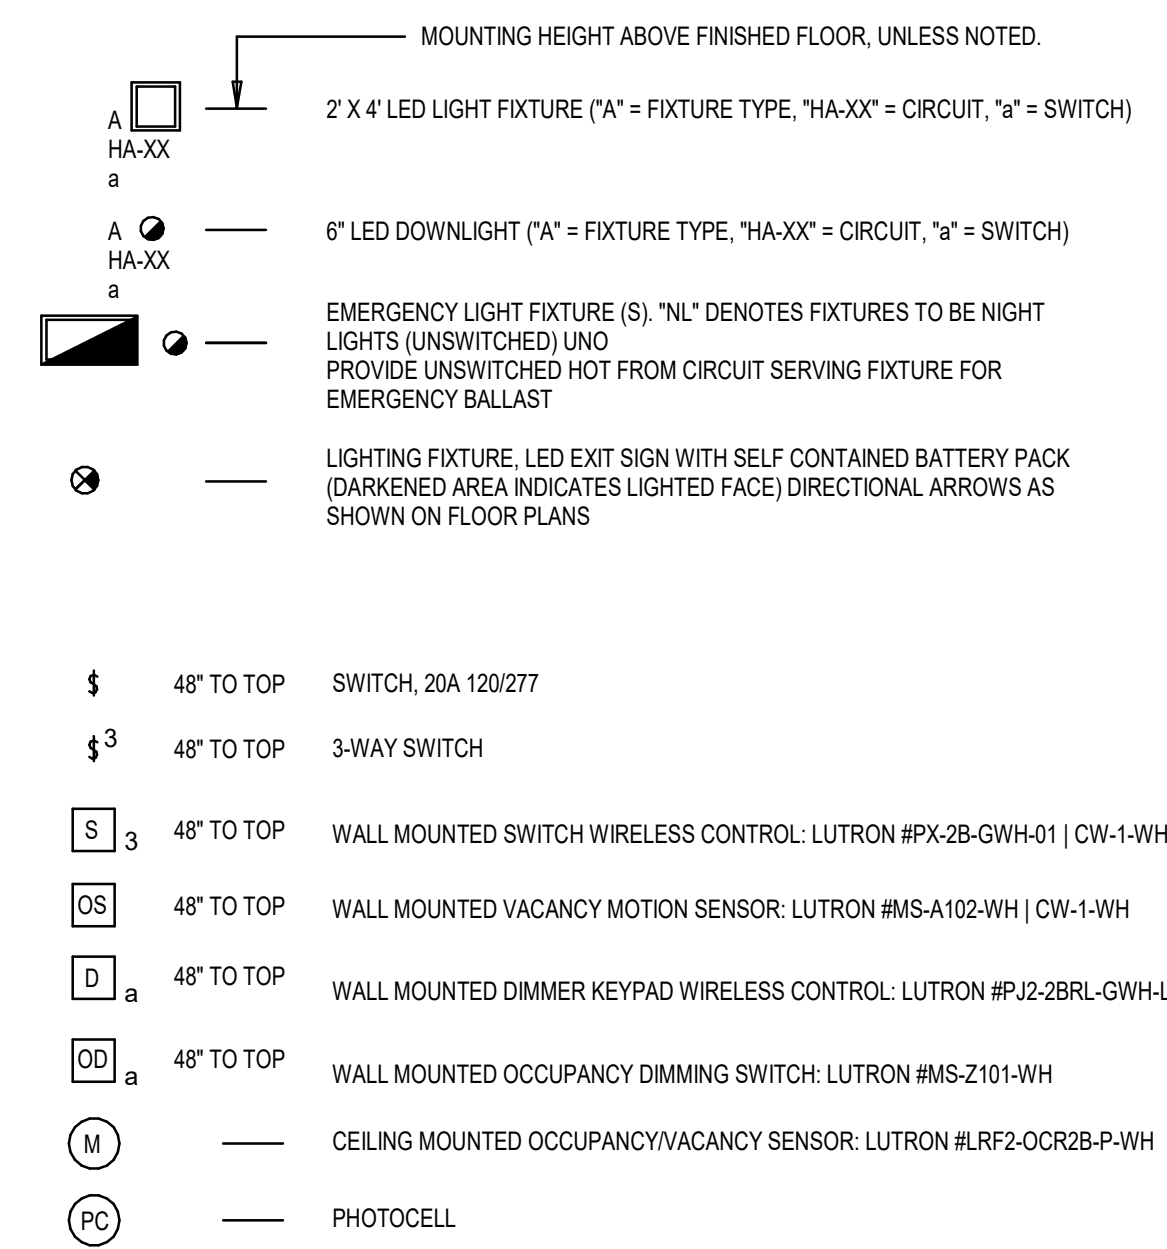 MOUNTING HEIGHT ABOVE FINISHED FLOOR, UNLESS NOTED.
A
2' X 4' LED LIGHT FIXTURE ("A" = FIXTURE TYPE, "HA-XX" = CIRCUIT, "a" = SWITCH)
HA-XX
a
A
6" LED DOWNLIGHT ("A" = FIXTURE TYPE, "HA-XX" = CIRCUIT, "a" = SWITCH)
HA-XX
a
EMERGENCY LIGHT FIXTURE (S). "NL" DENOTES FIXTURES TO BE NIGHT
LIGHTS (UNSWITCHED) UNO
PROVIDE UNSWITCHED HOT FROM CIRCUIT SERVING FIXTURE FOR
EMERGENCY BALLAST
LIGHTING FIXTURE, LED EXIT SIGN WITH SELF CONTAINED BATTERY PACK
(DARKENED AREA INDICATES LIGHTED FACE) DIRECTIONAL ARROWS AS
SHOWN ON FLOOR PLANS
$ 48" TO TOP SWITCH, 20A 120/277
$3 48" TO TOP 3-WAY SWITCH
S 3 48" TO TOP WALL MOUNTED SWITCH WIRELESS CONTROL: LUTRON #PX-2B-GWH-01 | CW-1-WH
OS 48" TO TOP WALL MOUNTED VACANCY MOTION SENSOR: LUTRON #MS-A102-WH | CW-1-WH
D a 48" TO TOP WALL MOUNTED DIMMER KEYPAD WIRELESS CONTROL: LUTRON #PJ2-2BRL-GWH-L
OD a 48" TO TOP WALL MOUNTED OCCUPANCY DIMMING SWITCH: LUTRON #MS-Z101-WH
M CEILING MOUNTED OCCUPANCY/VACANCY SENSOR: LUTRON #LRF2-OCR2B-P-WH
PC PHOTOCELL